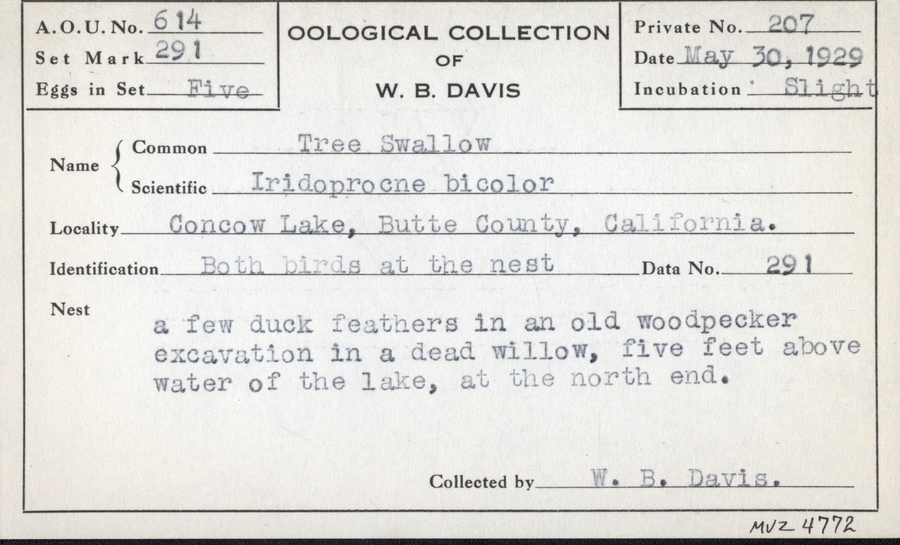 A.O.U. No. 614
Set Mark 291
Eggs in Set Five
OOLOGICAL COLLECTION
OF
W. B. DAVIS
Private No. 207
Date May 30, 1929
Incubation Slight
Name
Common Tree Swallow
Scientific Iridoprocne bicolor
Locality Concow Lake, Butte County, California.
Identification Both birds at the nest Data No. 291
Nest
a few duck feathers in an old woodpecker
excavation in a dead willow, five feet above
water of the lake, at the north end.
Collected by W. B. Davis.
MVZ 4772